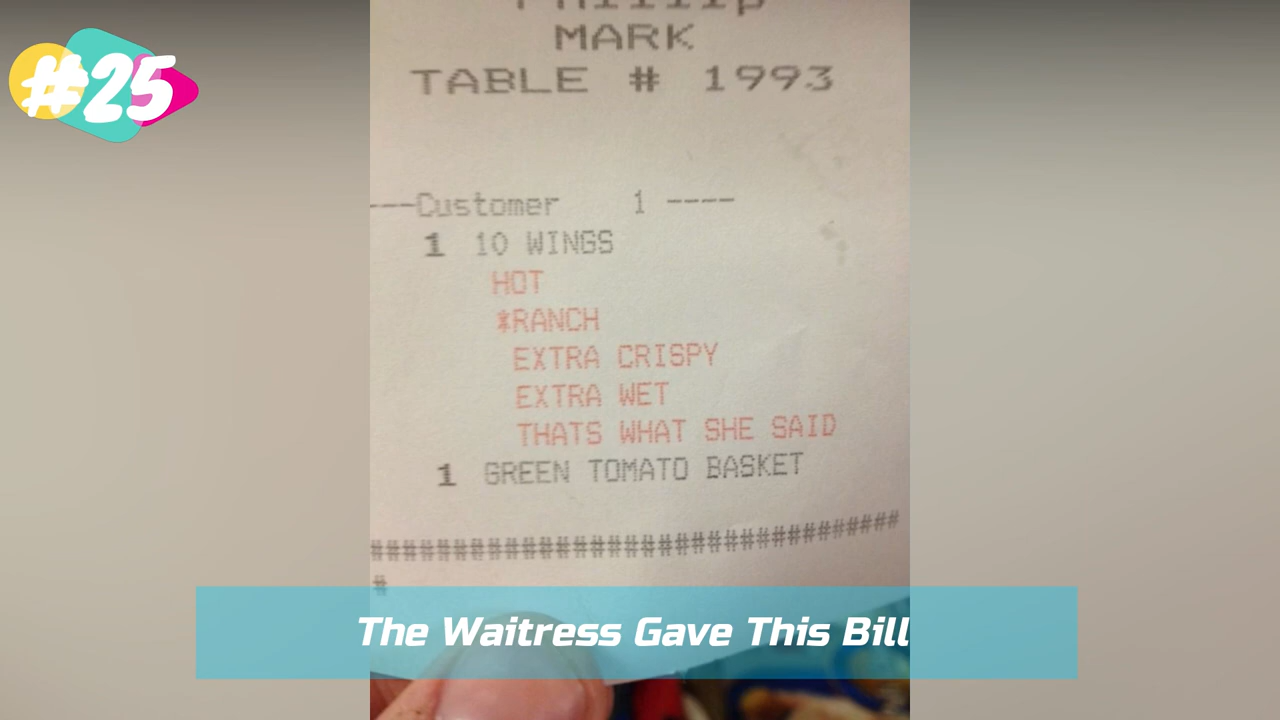 #25
Phillip
MARK
TABLE # 1993
---Customer 1 ----
1 10 WINGS
HOT
*RANCH
EXTRA CRISPY
EXTRA WET
THATS WHAT SHE SAID
1 GREEN TOMATO BASKET
###################################
#
The Waitress Gave This Bill